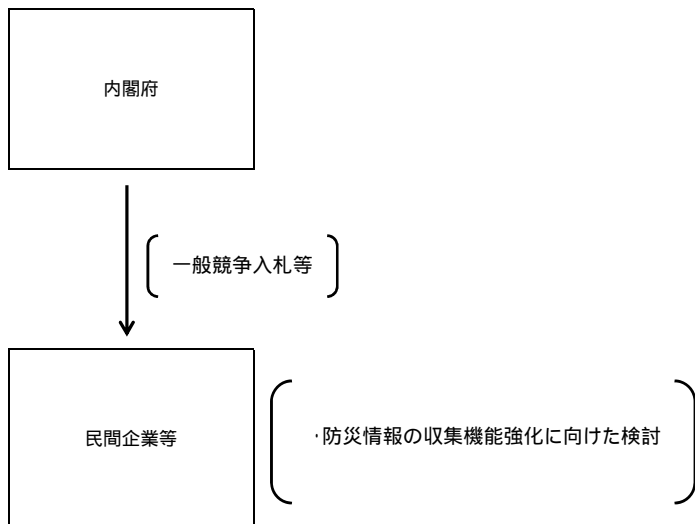 内閣府
一般競争入札等
民間企業等
・防災情報の収集機能強化に向けた検討